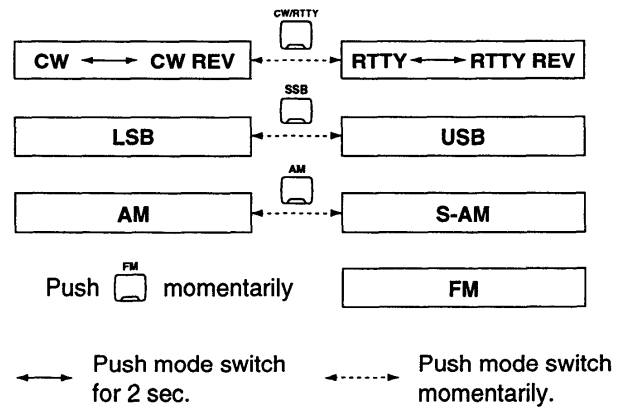 CW/RTTY
CW CW REV RTTY RTTY REV
SSB
LSB USB
AM
AM S-AM
FM
Push momentarily FM
Push mode switch
for 2 sec.
Push mode switch
momentarily.